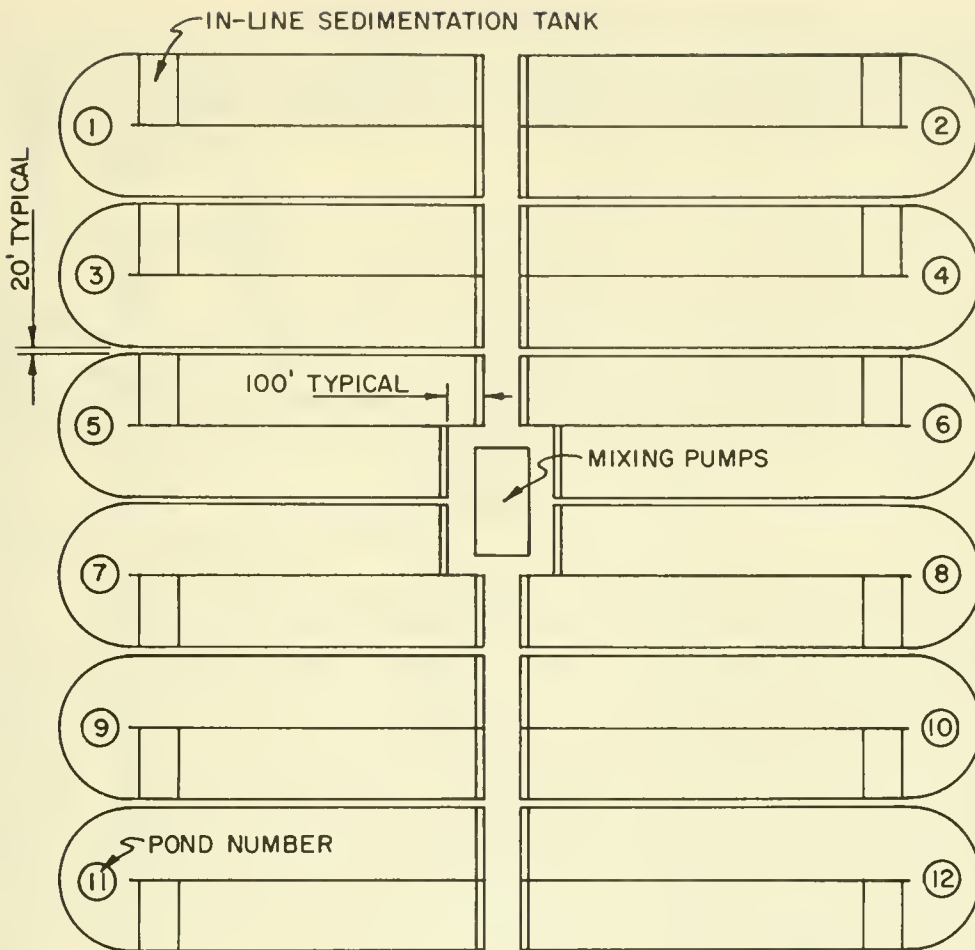 IN-LINE SEDIMENTATION TANK
1
2
20' TYPICAL
3
4
100' TYPICAL
5
6
MIXING PUMPS
7
8
9
10
POND NUMBER
11
12